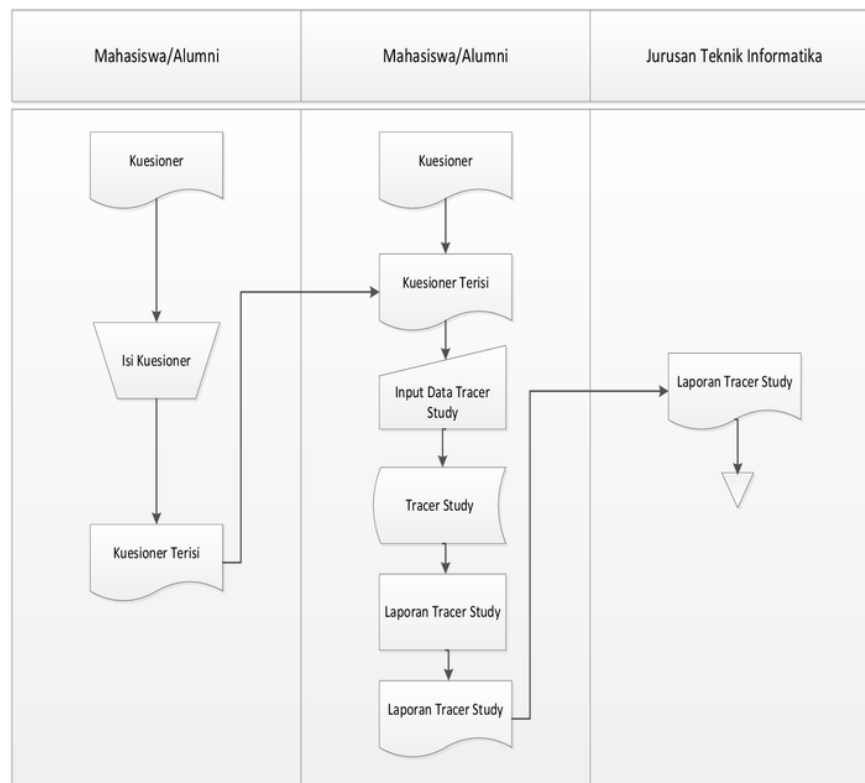 Mahasiswa/Alumni
Mahasiswa/Alumni
Jurusan Teknik Informatika
Kuesioner
Isi Kuesioner
Kuesioner Terisi
Kuesioner
Kuesioner Terisi
Input Data Tracer
Study
Tracer Study
Laporan Tracer Study
Laporan Tracer Study
Laporan Tracer Study